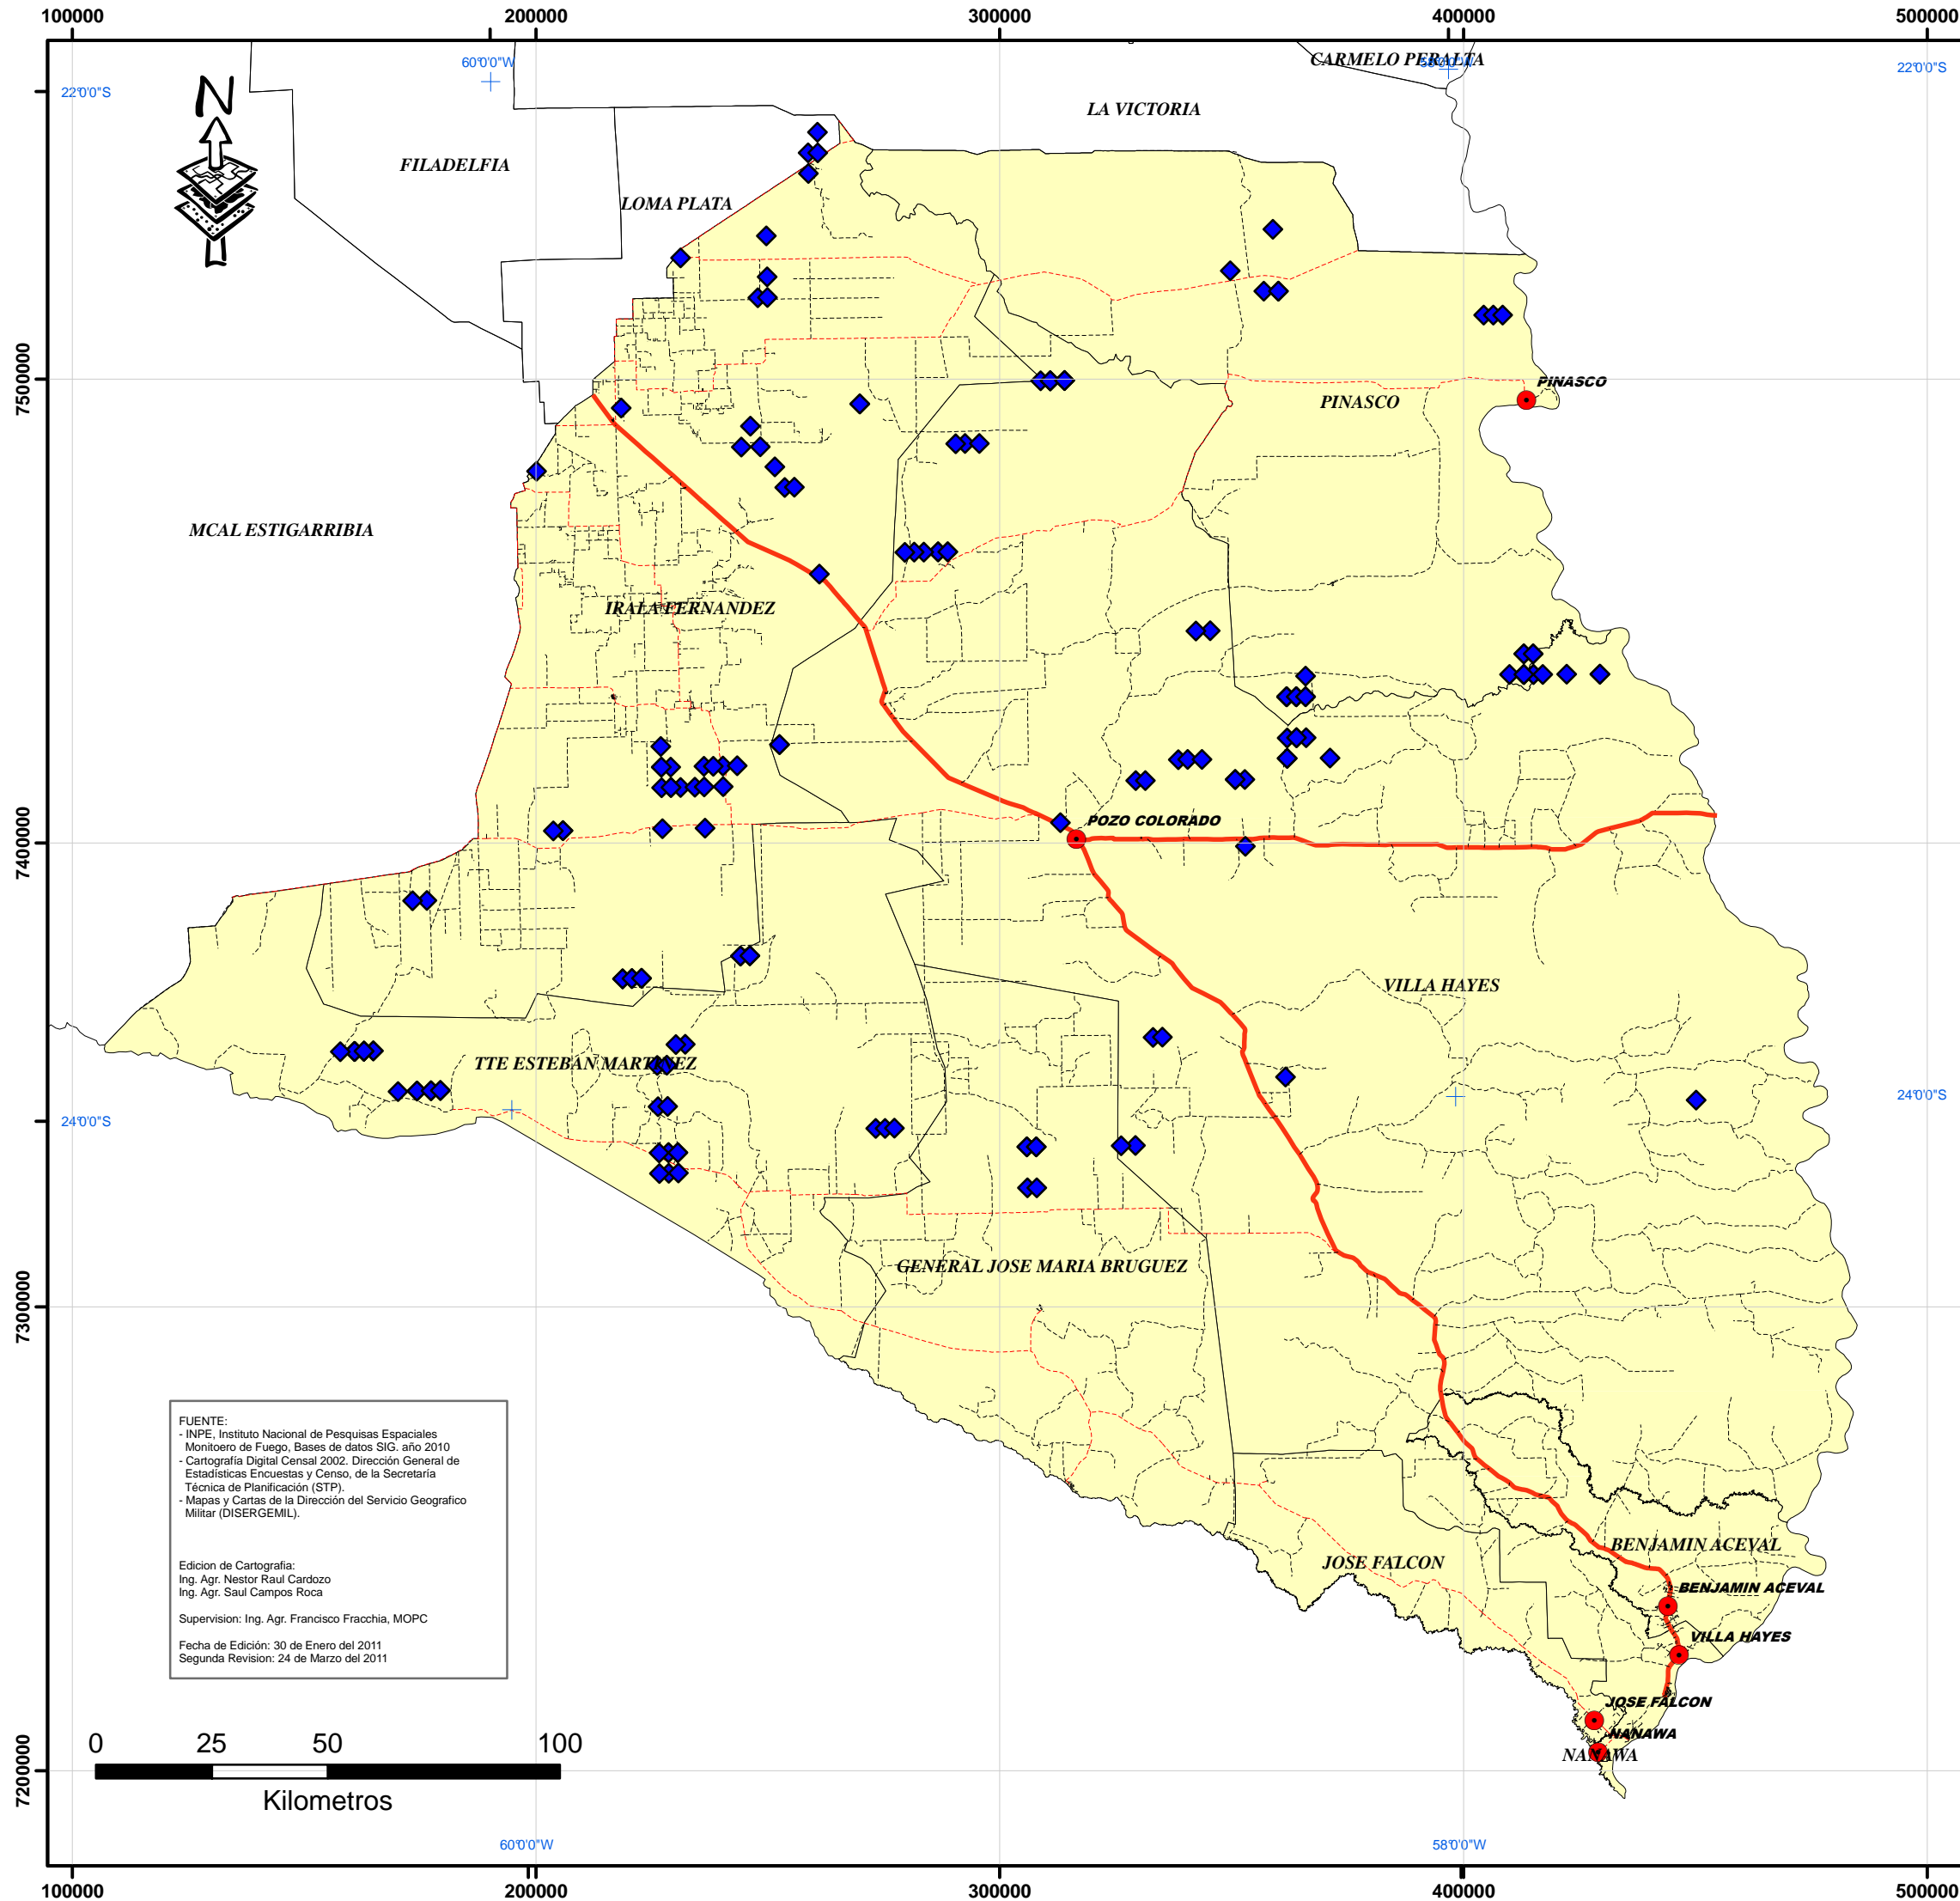 100000 200000 300000 400000 500000
60°0'0"W 58°0'0"W
22°0'0"S 22°0'0"S
N
CARMELO PERALTA
LA VICTORIA
FILADELFIA
LOMA PLATA
7500000
PINASCO
PINASCO
MCAL ESTIGARRIBIA
IRALA FERNANDEZ
POZO COLORADO
7400000
VILLA HAYES
TTE ESTEBAN MARTINEZ
24°0'0"S 24°0'0"S
GENERAL JOSE MARIA BRUGUEZ
7300000
FUENTE:
- INPE, Instituto Nacional de Pesquisas Espaciales
Monitoero de Fuego, Bases de datos SIG. año 2010
- Cartografía Digital Censal 2002. Dirección General de
Estadísticas Encuestas y Censo, de la Secretaría
Técnica de Planificación (STP).
- Mapas y Cartas de la Dirección del Servicio Geografico
Militar (DISERGEMIL).
Edicion de Cartografia:
Ing. Agr. Nestor Raul Cardozo
Ing. Agr. Saul Campos Roca
Supervision: Ing. Agr. Francisco Fracchia, MOPC
Fecha de Edición: 30 de Enero del 2011
Segunda Revision: 24 de Marzo del 2011
BENJAMIN ACEVAL
JOSE FALCON
BENJAMIN ACEVAL
VILLA HAYES
JOSE FALCON
NANAWA
NANAWA
7200000
0 25 50 100
Kilometros
60°0'0"W 58°0'0"W
100000 200000 300000 400000 500000